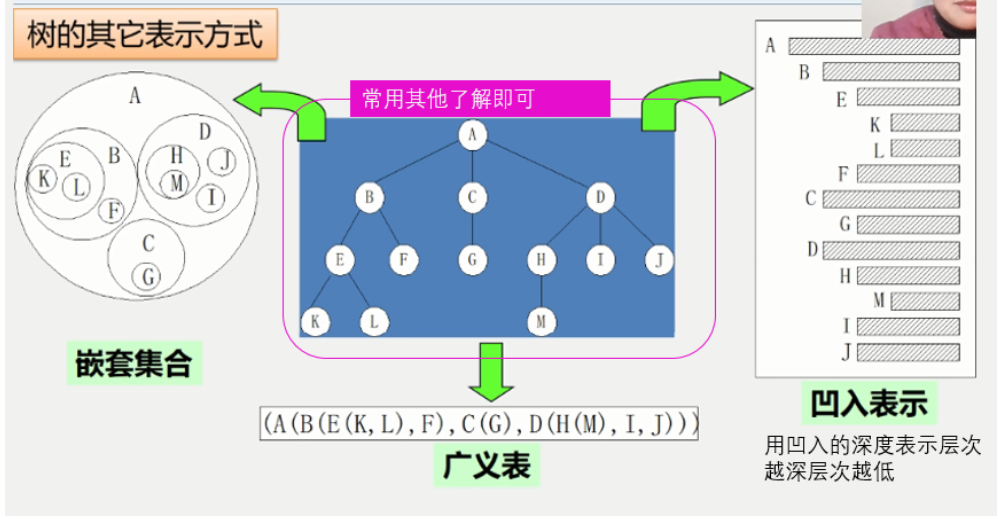 树的其它表示方式
常用其他了解即可
A
B
D
E
H
J
K
L
M
I
F
C
G
A
B
C
D
E
F
G
H
I
J
K
L
M
A
B
E
K
L
F
C
G
D
H
M
I
J
嵌套集合
(A(B(E(K,L),F),C(G),D(H(M),I,J)))
广义表
凹入表示
用凹入的深度表示层次
越深层次越低